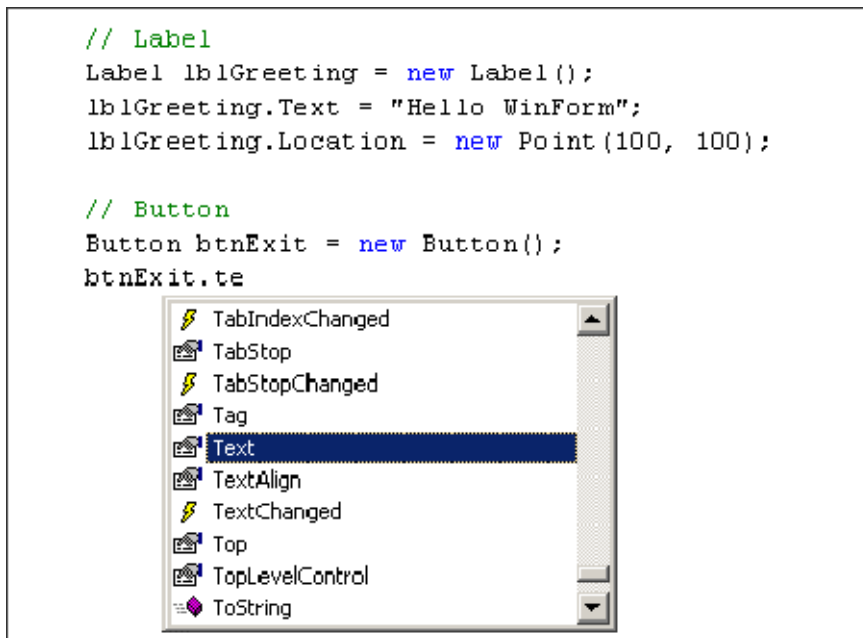 // Label
Label lblGreeting = new Label();
lblGreeting.Text = "Hello WinForm";
lblGreeting.Location = new Point(100, 100);
// Button
Button btnExit = new Button();
btnExit.te
TabIndexChanged
TabStop
TabStopChanged
Tag
Text
TextAlign
TextChanged
Top
TopLevelControl
ToString